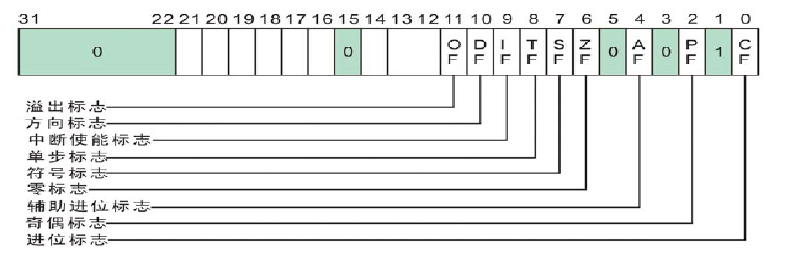 31 22 21 20 19 18 17 16 15 14 13 12 11 10 9 8 7 6 5 4 3 2 1 0
0 0 OF DF IF TF SF ZF 0 AF 0 PF 1 CF
溢出标志
方向标志
中断使能标志
单步标志
符号标志
零标志
辅助进位标志
奇偶标志
进位标志